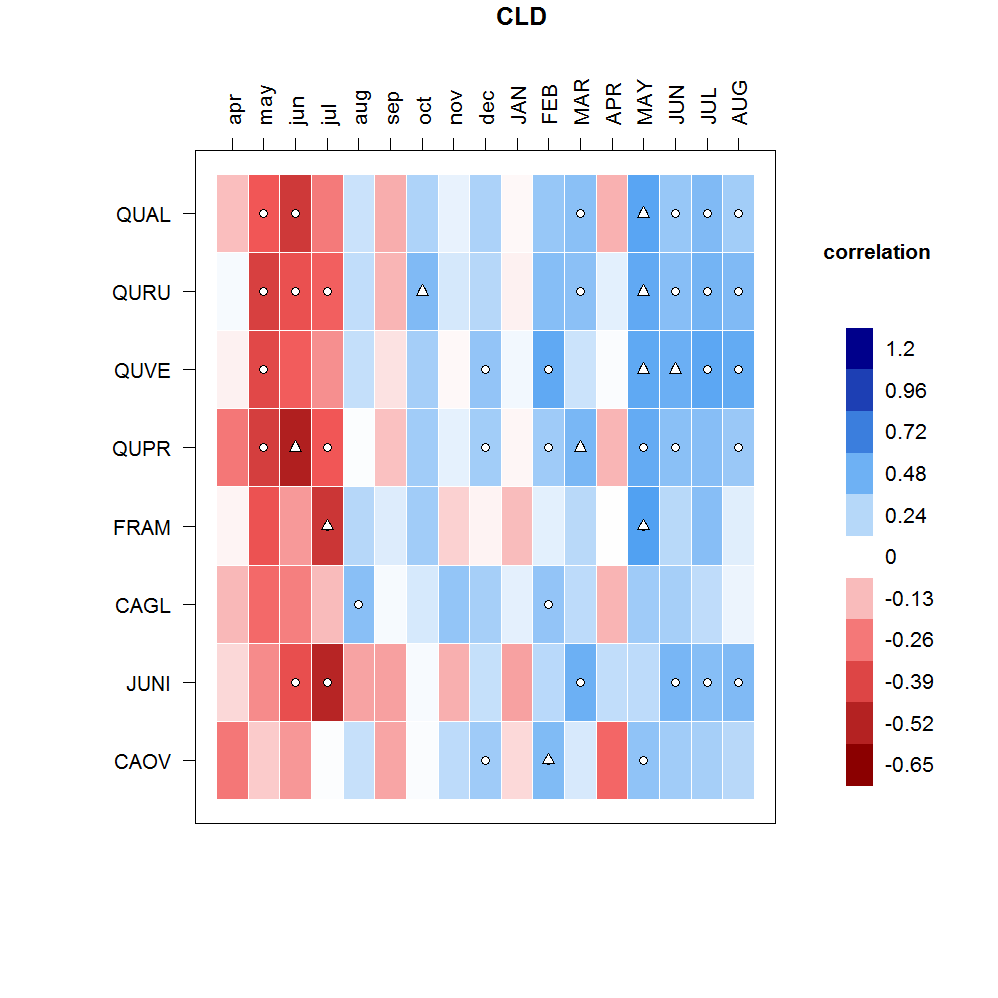 CLD
apr may jun jul aug sep oct nov dec JAN FEB MAR APR MAY JUN JUL AUG
QUAL
QURU
QUVE
QUPR
FRAM
CAGL
JUNI
CAOV
correlation
1.2
0.96
0.72
0.48
0.24
0
-0.13
-0.26
-0.39
-0.52
-0.65